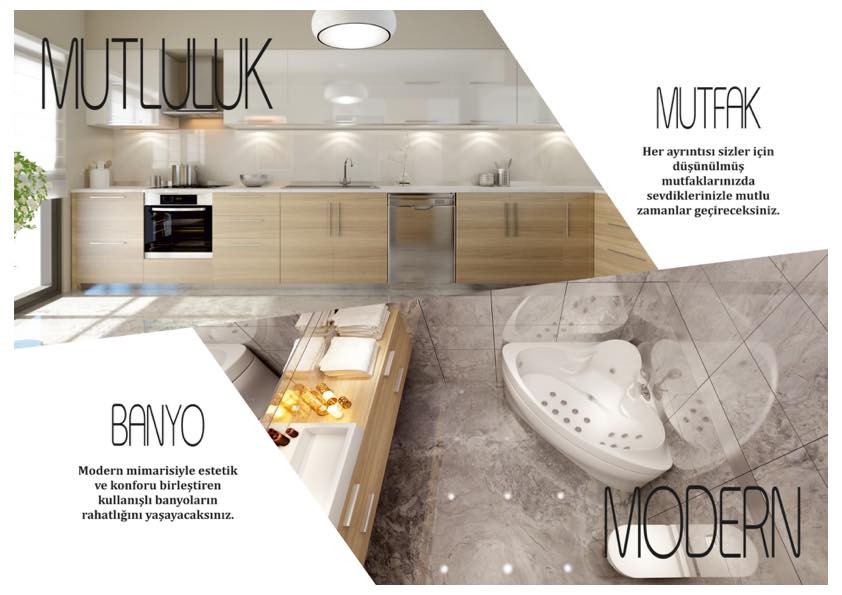 MUTLULUK
MUTFAK
Her ayrıntısı sizler için
düşünülmüş
mutfaklarınızda
sevdiklerinizle mutlu
zamanlar geçireceksiniz.
BANYO
Modern mimarisiyle estetik
ve konforu birleştiren
kullanışlı banyoların
rahatlığını yaşayacaksınız.
MODERN